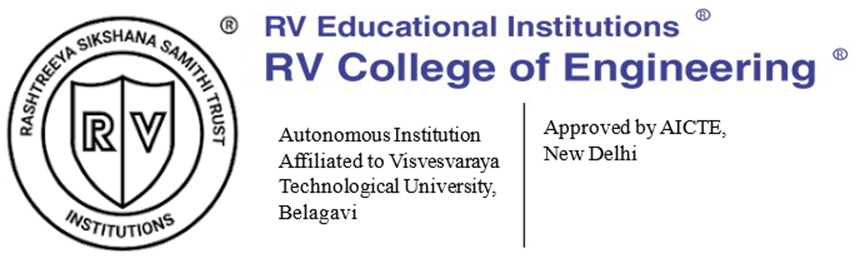 RASHTREEYA SIKSHANA SAMITHI TRUST
RV
INSTITUTIONS
®
RV Educational Institutions ®
RV College of Engineering ®
Autonomous Institution
Affiliated to Visvesvaraya
Technological University,
Belagavi
Approved by AICTE,
New Delhi